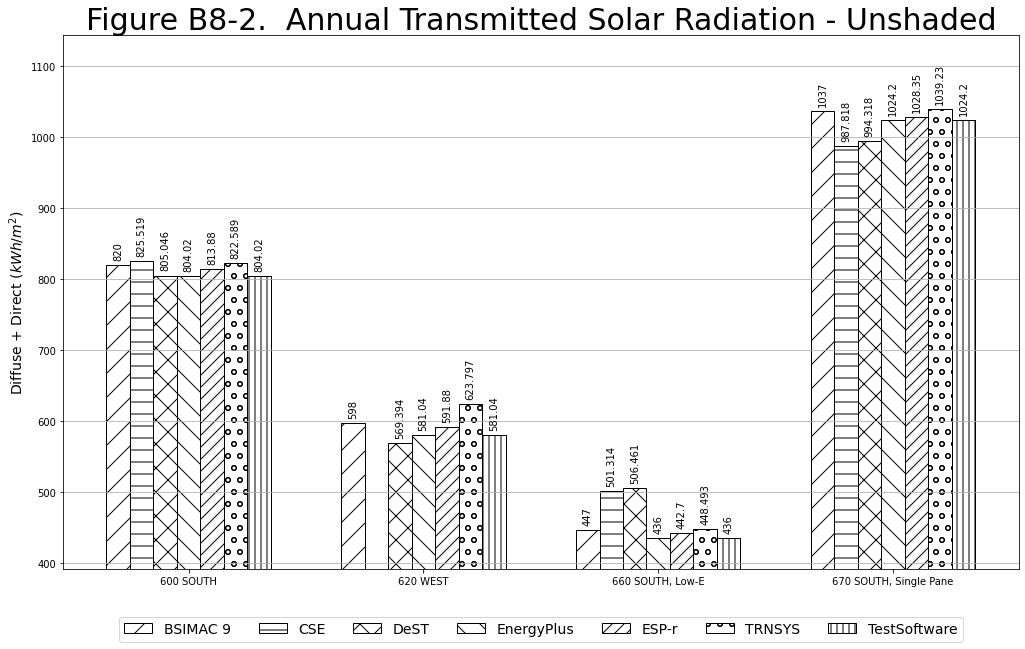 Figure B8-2.  Annual Transmitted Solar Radiation - Unshaded
Diffuse + Direct (kWh/m²)
1100
1000
900
800
700
600
500
400
820
825.519
805.046
804.02
813.88
822.589
804.02
598
569.394
581.04
591.88
623.797
581.04
447
501.314
506.461
436
442.7
448.493
436
1037
987.818
994.318
1024.2
1028.35
1039.23
1024.2
600 SOUTH
620 WEST
660 SOUTH, Low-E
670 SOUTH, Single Pane
BSIMAC 9
CSE
DeST
EnergyPlus
ESP-r
TRNSYS
TestSoftware